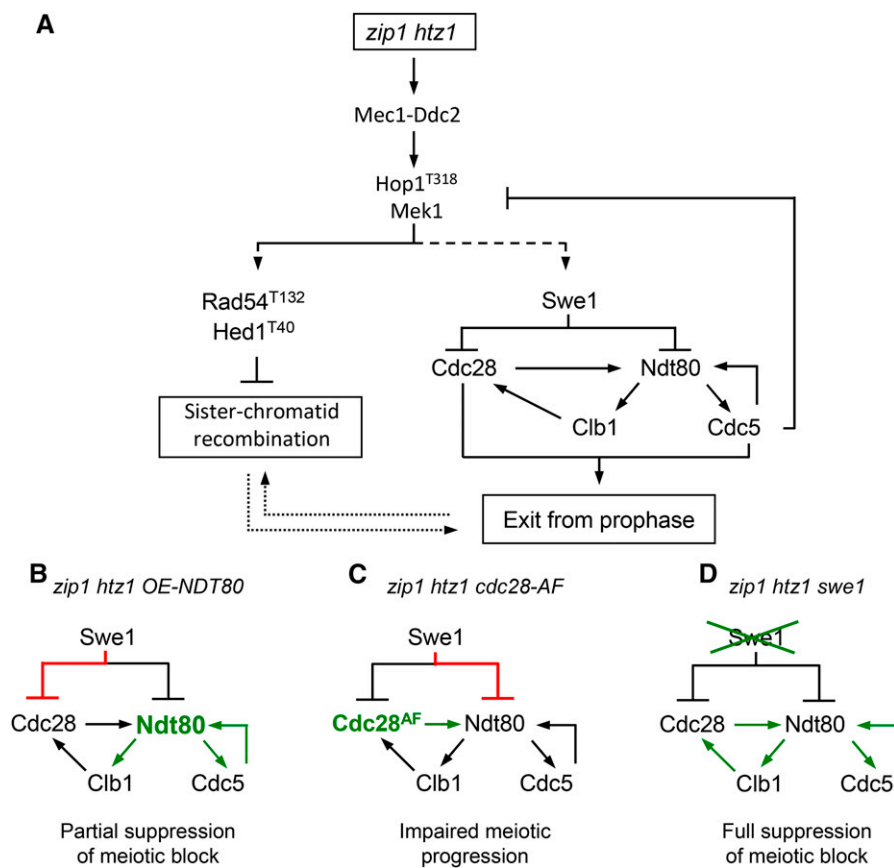 A
zip1 htz1
Mec1-Ddc2
Hop1T318
Mek1
Rad54T132
Hed1T40
Swe1
Cdc28
Ndt80
Clb1
Cdc5
Sister-chromatid
recombination
Exit from prophase
B
zip1 htz1 OE-NDT80
Swe1
Cdc28
Ndt80
Clb1
Cdc5
Partial suppression
of meiotic block
C
zip1 htz1 cdc28-AF
Swe1
Cdc28AF
Ndt80
Clb1
Cdc5
Impaired meiotic
progression
D
zip1 htz1 swe1
Swe1
Cdc28
Ndt80
Clb1
Cdc5
Full suppression
of meiotic block